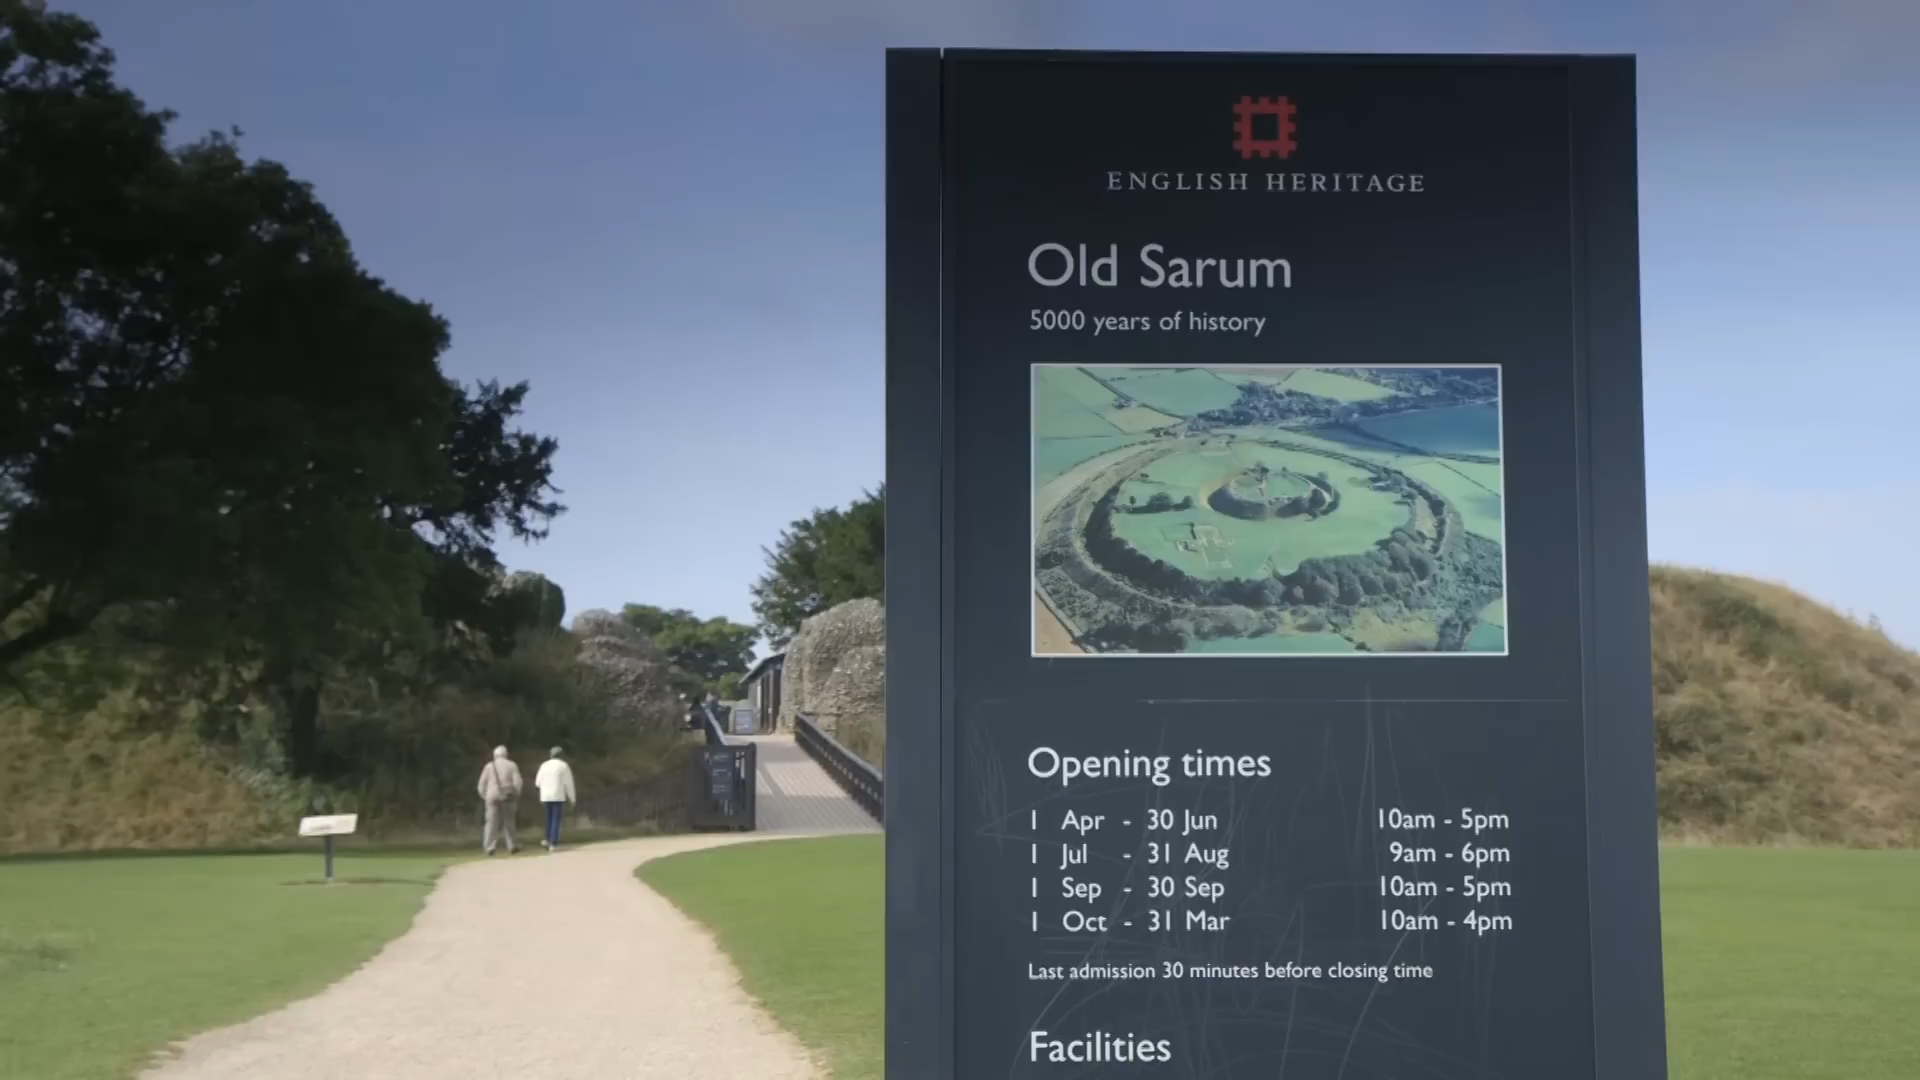 ENGLISH HERITAGE
Old Sarum
5000 years of history
Opening times
1 Apr - 30 Jun 10am - 5pm
1 Jul - 31 Aug 9am - 6pm
1 Sep - 30 Sep 10am - 5pm
1 Oct - 31 Mar 10am - 4pm
Last admission 30 minutes before closing time
Facilities